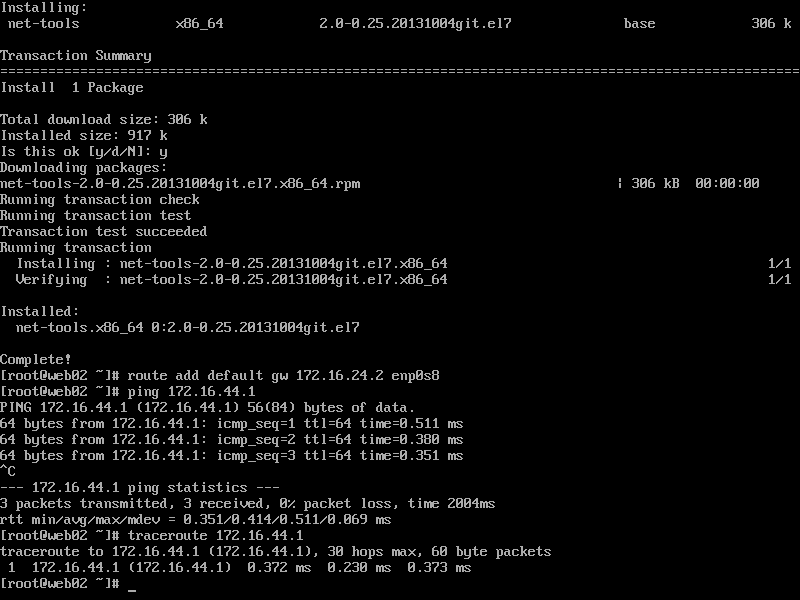 Installing:
 net-tools            x86_64            2.0-0.25.20131004git.el7              base            306 k

Transaction Summary
====================================================================================================
Install  1 Package

Total download size: 306 k
Installed size: 917 k
Is this ok [y/d/N]: y
Downloading packages:
net-tools-2.0-0.25.20131004git.el7.x86_64.rpm                                | 306 kB  00:00:00
Running transaction check
Running transaction test
Transaction test succeeded
Running transaction
  Installing : net-tools-2.0-0.25.20131004git.el7.x86_64                                        1/1
  Verifying  : net-tools-2.0-0.25.20131004git.el7.x86_64                                        1/1

Installed:
  net-tools.x86_64 0:2.0-0.25.20131004git.el7

Complete!
[root@web02 ~]# route add default gw 172.16.24.2 enp0s8
[root@web02 ~]# ping 172.16.44.1
PING 172.16.44.1 (172.16.44.1) 56(84) bytes of data.
64 bytes from 172.16.44.1: icmp_seq=1 ttl=64 time=0.511 ms
64 bytes from 172.16.44.1: icmp_seq=2 ttl=64 time=0.380 ms
64 bytes from 172.16.44.1: icmp_seq=3 ttl=64 time=0.351 ms
^C
--- 172.16.44.1 ping statistics ---
3 packets transmitted, 3 received, 0% packet loss, time 2004ms
rtt min/avg/max/mdev = 0.351/0.414/0.511/0.069 ms
[root@web02 ~]# traceroute 172.16.44.1
traceroute to 172.16.44.1 (172.16.44.1), 30 hops max, 60 byte packets
 1  172.16.44.1 (172.16.44.1)  0.372 ms  0.230 ms  0.373 ms
[root@web02 ~]# _